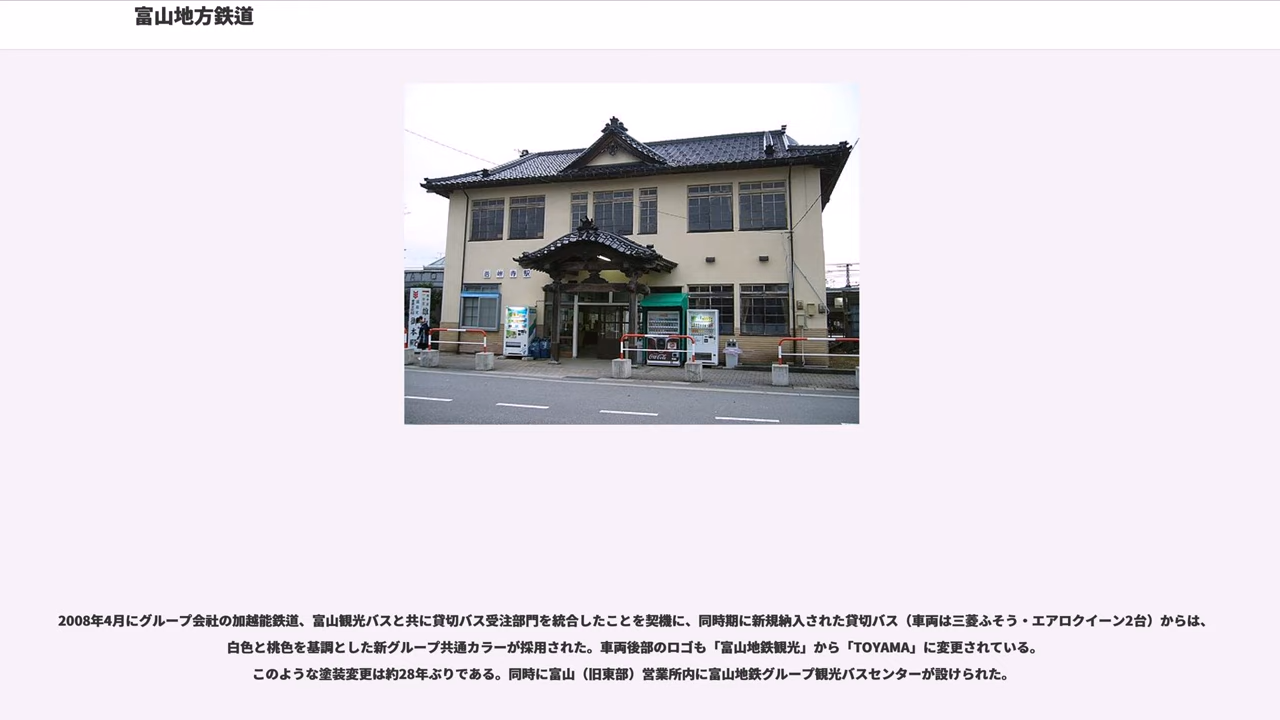 富山地方鉄道
岩峅寺駅
Coca-Cola
2008年4月にグループ会社の加越能鉄道、富山観光バスと共に貸切バス受注部門を統合したことを契機に、同時期に新規納入された貸切バス（車両は三菱ふそう・エアロクイーン2台）からは、
白色と桃色を基調とした新グループ共通カラーが採用された。車両後部のロゴも「富山地鉄観光」から「TOYAMA」に変更されている。
このような塗装変更は約28年ぶりである。同時に富山（旧東部）営業所内に富山地鉄グループ観光バスセンターが設けられた。